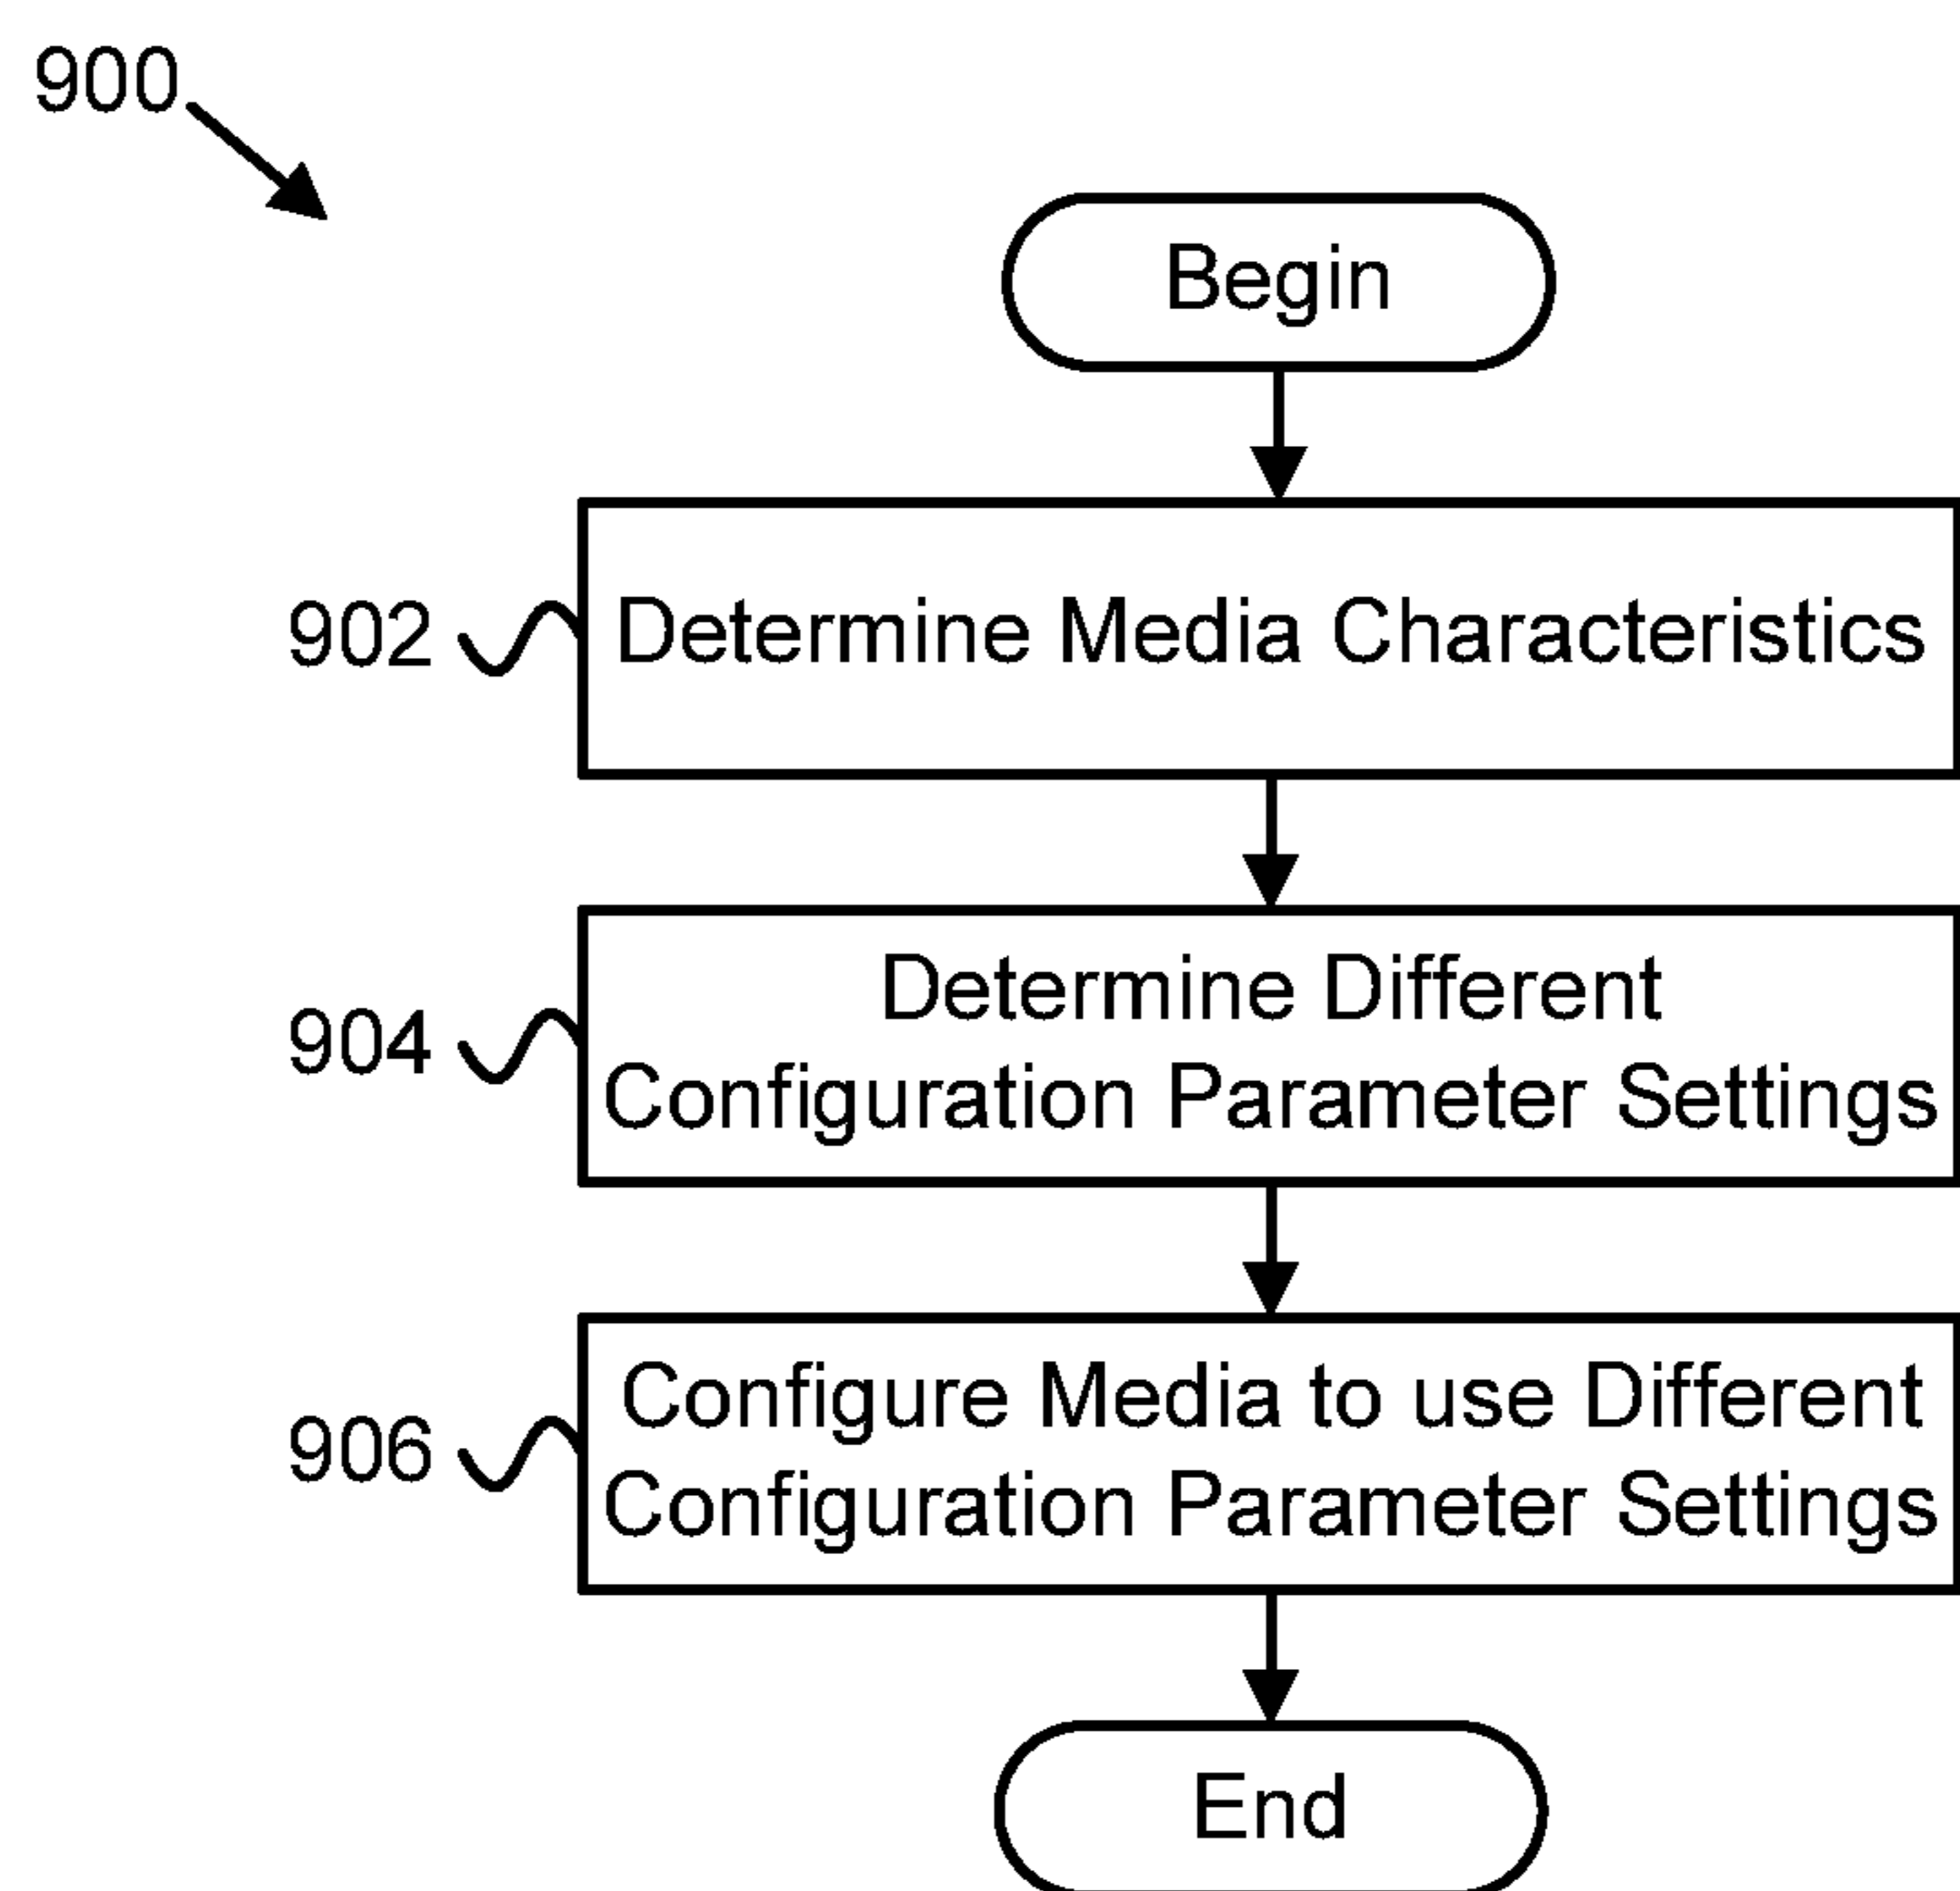 900
Begin
902
Determine Media Characteristics
904
Determine Different
Configuration Parameter Settings
906
Configure Media to use Different
Configuration Parameter Settings
End